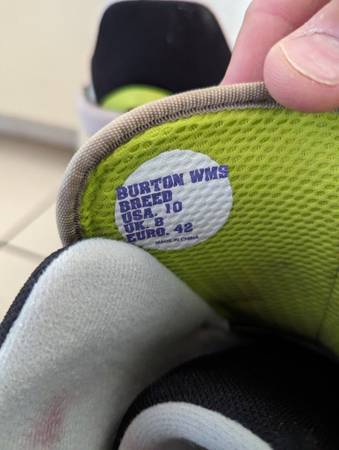 BURTON WMS
BREED
USA. 10
UK. 8
EURO. 42
MADE IN CHINA